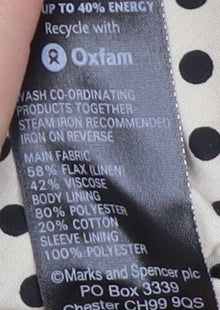 UP TO 40% ENERGY
Recycle with
Oxfam
WASH CO-ORDINATING
PRODUCTS TOGETHER
STEAM IRON RECOMMENDED
IRON ON REVERSE
MAIN FABRIC
58% FLAX (LINEN)
42% VISCOSE
BODY LINING
80% POLYESTER
20% COTTON
SLEEVE LINING
100% POLYESTER
©Marks and Spencer plc
PO Box 3339
Chester CH99 9QS